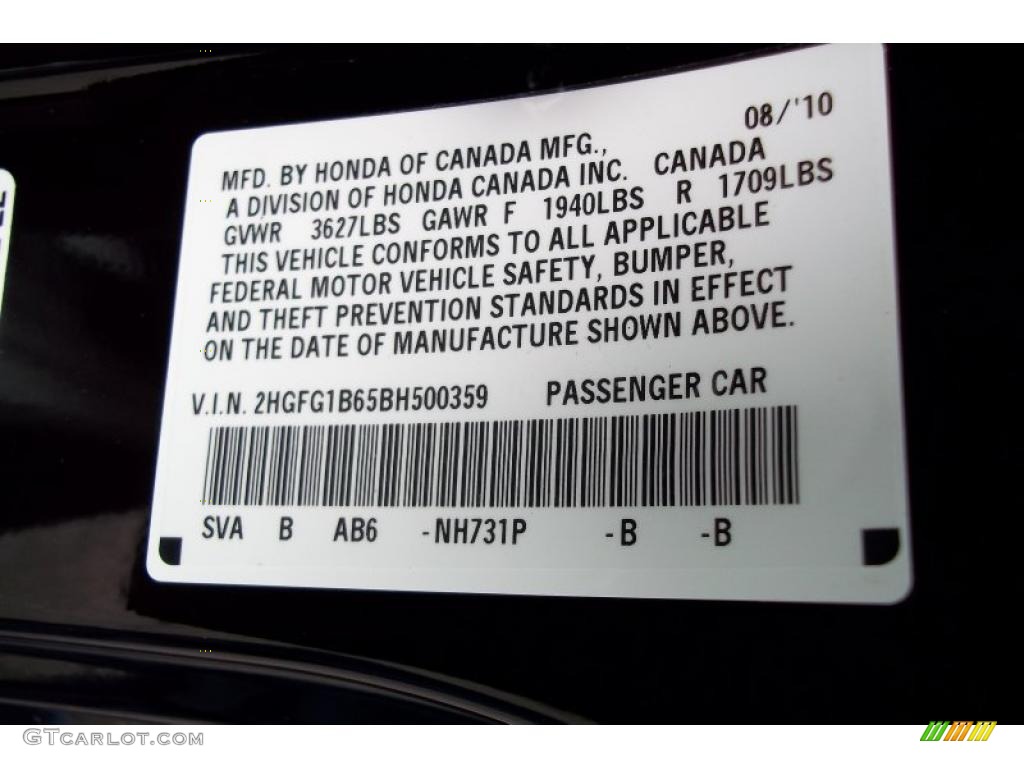 08/'10
MFD. BY HONDA OF CANADA MFG.,
A DIVISION OF HONDA CANADA INC. CANADA
GVWR 3627LBS GAWR F 1940LBS R 1709LBS
THIS VEHICLE CONFORMS TO ALL APPLICABLE
FEDERAL MOTOR VEHICLE SAFETY, BUMPER,
AND THEFT PREVENTION STANDARDS IN EFFECT
ON THE DATE OF MANUFACTURE SHOWN ABOVE.
V.I.N. 2HGFG1B65BH500359 PASSENGER CAR
SVA B AB6 -NH731P -B -B
GTCARLOT.COM